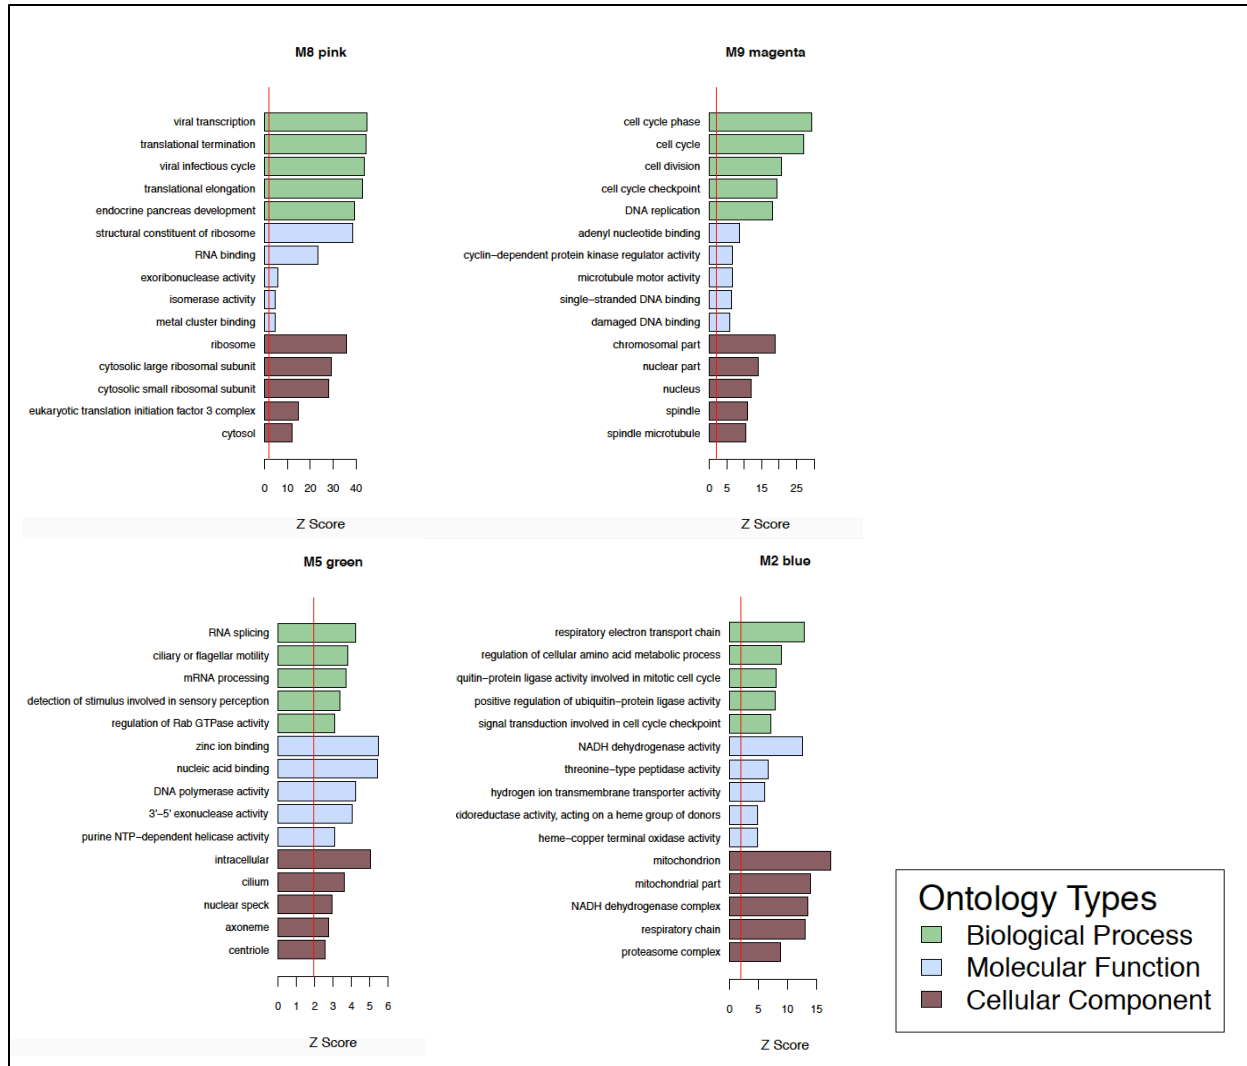 M8 pink
viral transcription
translational termination
viral infectious cycle
translational elongation
endocrine pancreas development
structural constituent of ribosome
RNA binding
exoribonuclease activity
isomerase activity
metal cluster binding
ribosome
cytosolic large ribosomal subunit
cytosolic small ribosomal subunit
eukaryotic translation initiation factor 3 complex
cytosol
0 10 20 30 40
Z Score
M9 magenta
cell cycle phase
cell cycle
cell division
cell cycle checkpoint
DNA replication
adenyl nucleotide binding
cyclin−dependent protein kinase regulator activity
microtubule motor activity
single−stranded DNA binding
damaged DNA binding
chromosomal part
nuclear part
nucleus
spindle
spindle microtubule
0 5 15 25
Z Score
M5 green
RNA splicing
ciliary or flagellar motility
mRNA processing
detection of stimulus involved in sensory perception
regulation of Rab GTPase activity
zinc ion binding
nucleic acid binding
DNA polymerase activity
3'−5' exonuclease activity
purine NTP−dependent helicase activity
intracellular
cilium
nuclear speck
axoneme
centriole
0 1 2 3 4 5 6
Z Score
M2 blue
respiratory electron transport chain
regulation of cellular amino acid metabolic process
quitin−protein ligase activity involved in mitotic cell cycle
positive regulation of ubiquitin−protein ligase activity
signal transduction involved in cell cycle checkpoint
NADH dehydrogenase activity
threonine−type peptidase activity
hydrogen ion transmembrane transporter activity
idoreductase activity, acting on a heme group of donors
heme−copper terminal oxidase activity
mitochondrion
mitochondrial part
NADH dehydrogenase complex
respiratory chain
proteasome complex
0 5 10 15
Z Score
Ontology Types
Biological Process
Molecular Function
Cellular Component